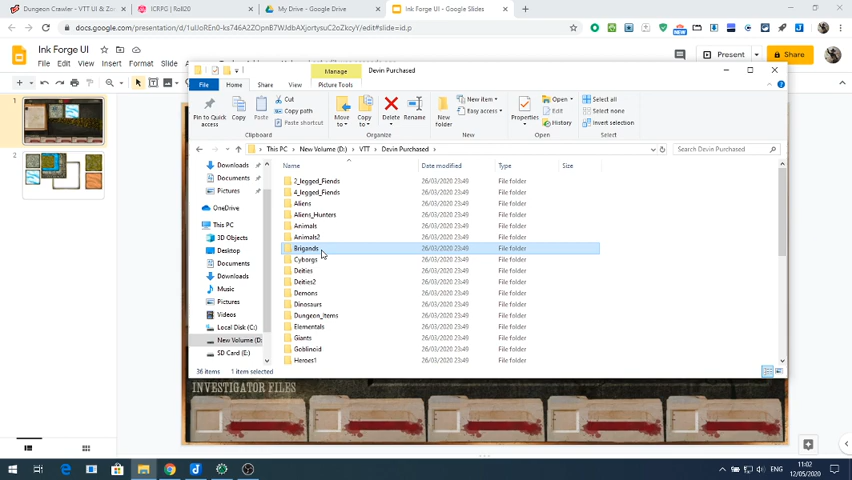 Dungeon Crawler - VTT UI & Zo
ICRPG | Roll20
My Drive - Google Drive
Ink Forge UI - Google Slides
docs.google.com/presentation/d/
Ink Forge UI
File Edit View Insert Format Slide
Present
Share
Manage
Devin Purchased
File Home Share View Picture Tools
Pin to Quick access
Copy
Paste
Cut
Copy path
Paste shortcut
Move to
Copy to
Delete
Rename
New folder
New item
Easy access
Properties
Open
Edit
History
Select all
Select none
Invert selection
Clipboard Organize New Open Select
This PC › New Volume (D:) › VTT › Devin Purchased
Search Devin Purchased
Name Date modified Type Size
Downloads
Documents
Pictures
OneDrive
This PC
3D Objects
Desktop
Documents
Downloads
Music
Pictures
Videos
Local Disk (C:)
New Volume (D:
SD Card (E:)
2_legged_Fiends 26/03/2020 23:49 File folder
4_legged_Fiends 26/03/2020 23:49 File folder
Aliens 26/03/2020 23:49 File folder
Aliens_Hunters 26/03/2020 23:49 File folder
Animals 26/03/2020 23:49 File folder
Animals2 26/03/2020 23:49 File folder
Brigands 26/03/2020 23:49 File folder
Cyborgs 26/03/2020 23:49 File folder
Deities 26/03/2020 23:49 File folder
Deities2 26/03/2020 23:49 File folder
Demons 26/03/2020 23:49 File folder
Dinosaurs 26/03/2020 23:49 File folder
Dungeon_Items 26/03/2020 23:49 File folder
Elementals 26/03/2020 23:49 File folder
Giants 26/03/2020 23:49 File folder
Goblinoid 26/03/2020 23:49 File folder
Heroes1 26/03/2020 23:49 File folder
36 items 1 item selected
INVESTIGATOR FILES
1
2
11:02
12/05/2020